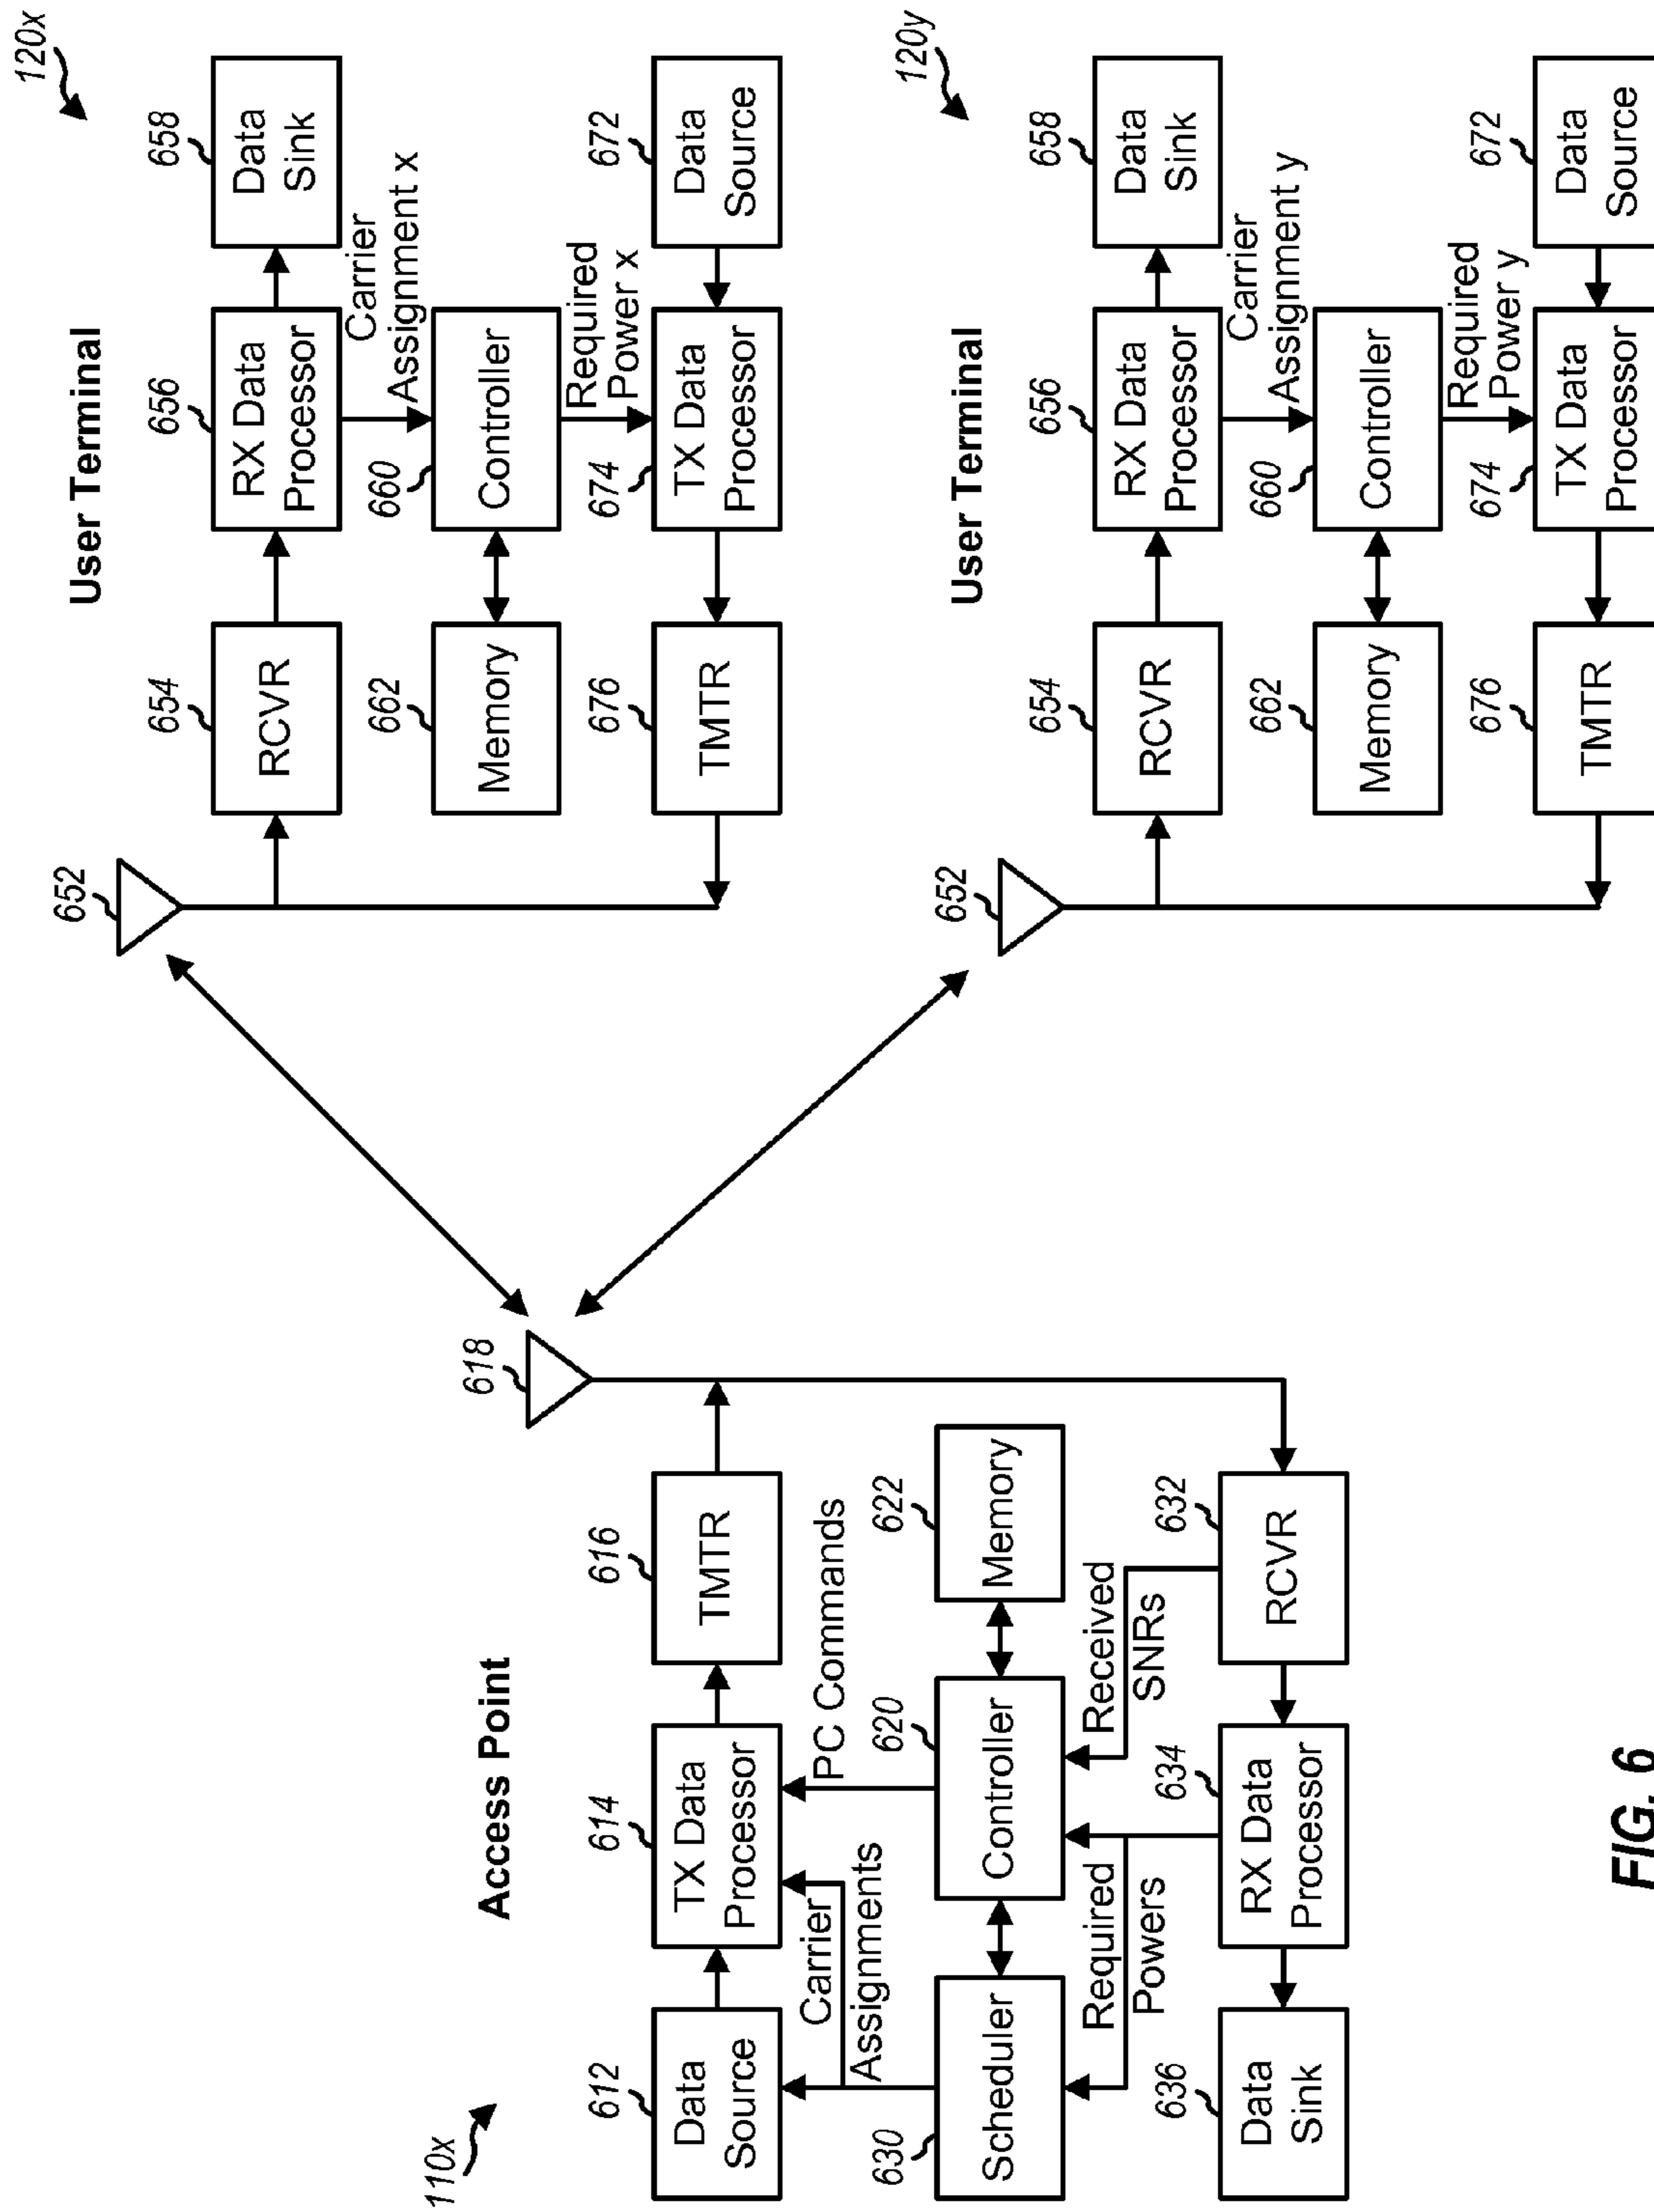 110x
Access Point
612
Data
Source
614
TX Data
Processor
616
TMTR
618
Carrier
Assignments
PC Commands
630
Scheduler
620
Controller
622
Memory
Required
Powers
Received
SNRs
636
Data
Sink
634
RX Data
Processor
632
RCVR
120x
User Terminal
652
654
RCVR
656
RX Data
Processor
658
Data
Sink
Carrier
Assignment x
662
Memory
660
Controller
Required
Power x
676
TMTR
674
TX Data
Processor
672
Data
Source
120y
User Terminal
652
654
RCVR
656
RX Data
Processor
658
Data
Sink
Carrier
Assignment y
662
Memory
660
Controller
Required
Power y
676
TMTR
674
TX Data
Processor
672
Data
Source
FIG. 6